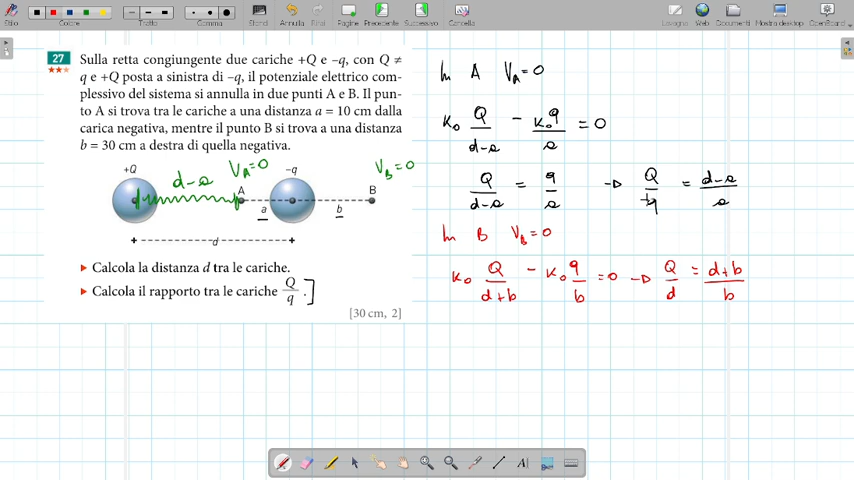 Stilo
Colore
Tratto
Gomma
Sfondi
Annulla
Rifai
Pagine
Precedente
Successivo
Cancella
Lavagna
Web
Documenti
Mostra desktop
OpenBoard
27 Sulla retta congiungente due cariche +Q e –q, con Q ≠
q e +Q posta a sinistra di –q, il potenziale elettrico com-
plessivo del sistema si annulla in due punti A e B. Il pun-
to A si trova tra le cariche a una distanza a = 10 cm dalla
carica negativa, mentre il punto B si trova a una distanza
b = 30 cm a destra di quella negativa.
+Q
d-a
V_A=0
–q
V_B=0
A
B
a
b
d
▶ Calcola la distanza d tra le cariche.
▶ Calcola il rapporto tra le cariche Q/q .
[30 cm, 2]
In A V_A=0
K₀ Q/(d-a) - K₀q/a = 0
Q/(d-a) = q/a → Q/q = (d-a)/a
In B V_B=0
K₀ Q/(d+b) - K₀ q/b = 0 → Q/d = (d+b)/b